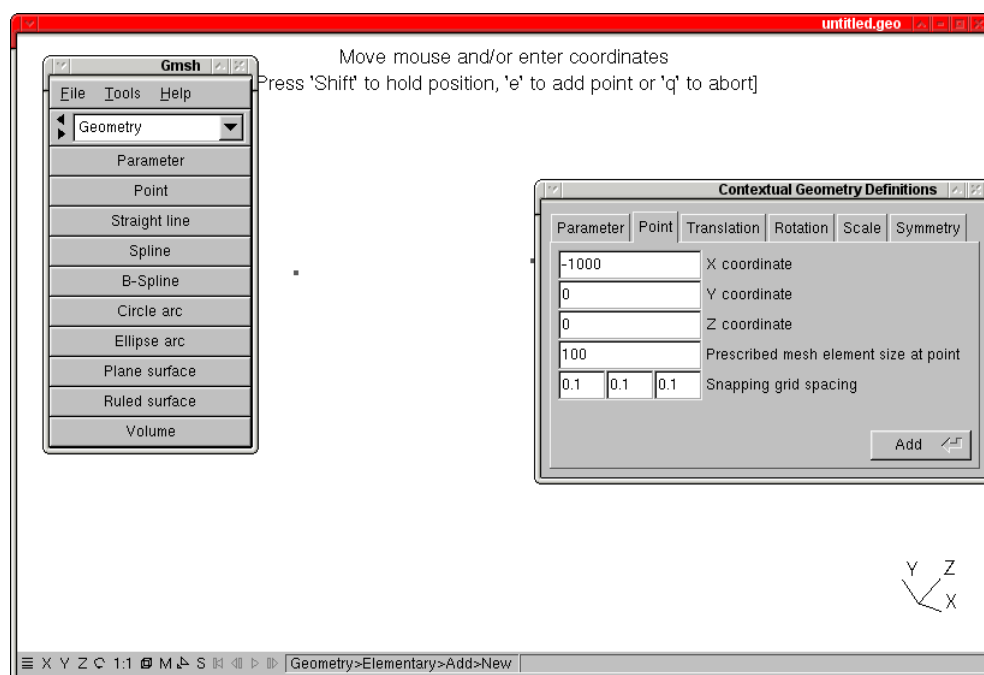 untitled.geo
Move mouse and/or enter coordinates
Press 'Shift' to hold position, 'e' to add point or 'q' to abort]
Gmsh
File Tools Help
Geometry
Parameter
Point
Straight line
Spline
B-Spline
Circle arc
Ellipse arc
Plane surface
Ruled surface
Volume
Contextual Geometry Definitions
Parameter Point Translation Rotation Scale Symmetry
-1000 X coordinate
0 Y coordinate
0 Z coordinate
100 Prescribed mesh element size at point
0.1 0.1 0.1 Snapping grid spacing
Add
Y Z
X
X Y Z 1:1 M S Geometry>Elementary>Add>New